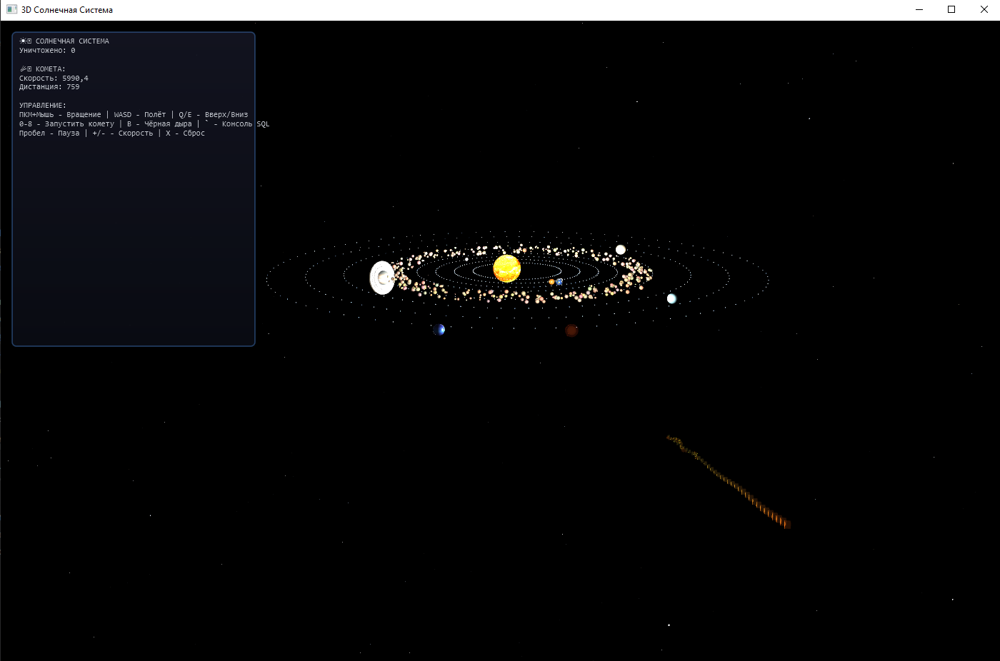 3D Солнечная Система
СОЛНЕЧНАЯ СИСТЕМА
Уничтожено: 0
КОМЕТА:
Скорость: 5990,4
Дистанция: 759
УПРАВЛЕНИЕ:
ПКМ+Мышь - Вращение | WASD - Полёт | Q/E - Вверх/Вниз
0-8 - Запустить комету | B - Чёрная дыра | ` - Консоль SQL
Пробел - Пауза | +/- - Скорость | X - Сброс